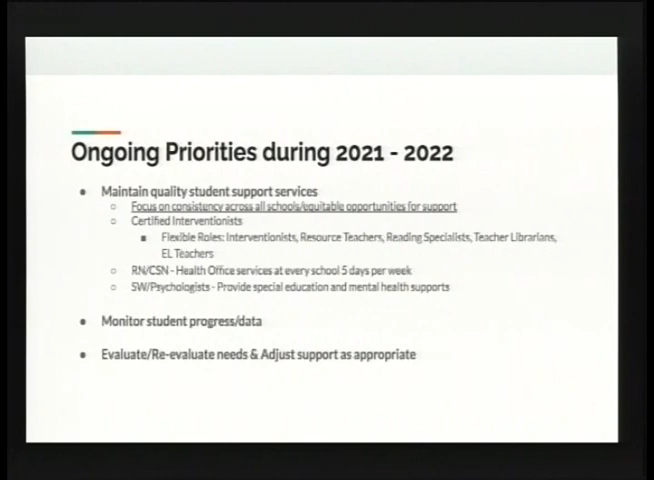 Ongoing Priorities during 2021 - 2022
● Maintain quality student support services
○ Focus on consistency across all schools/equitable opportunities for support
○ Certified Interventionists
■ Flexible Roles: Interventionists, Resource Teachers, Reading Specialists, Teacher Librarians,
EL Teachers
○ RN/CSN - Health Office services at every school 5 days per week
○ SW/Psychologists - Provide special education and mental health supports
● Monitor student progress/data
● Evaluate/Re-evaluate needs & Adjust support as appropriate